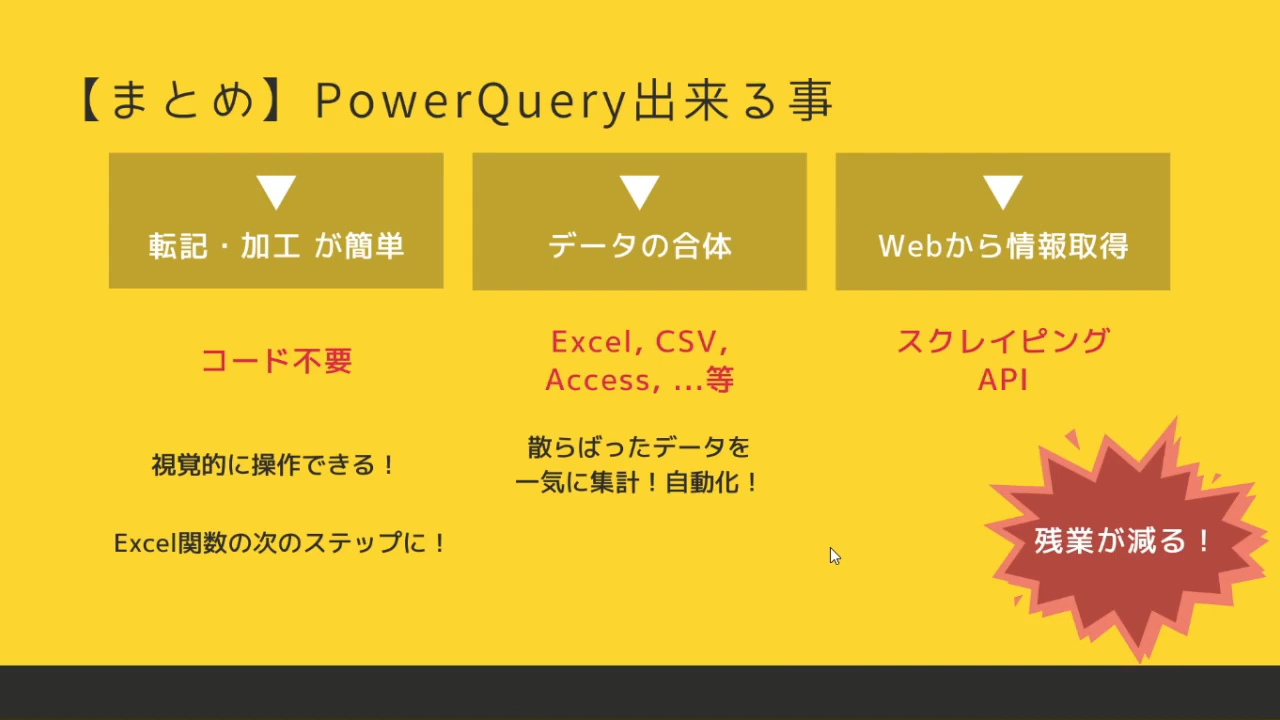 【まとめ】PowerQuery出来る事
転記・加工 が簡単
コード不要
視覚的に操作できる！
Excel関数の次のステップに！
データの合体
Excel, CSV,
Access, ...等
散らばったデータを
一気に集計！自動化！
Webから情報取得
スクレイピング
API
残業が減る！